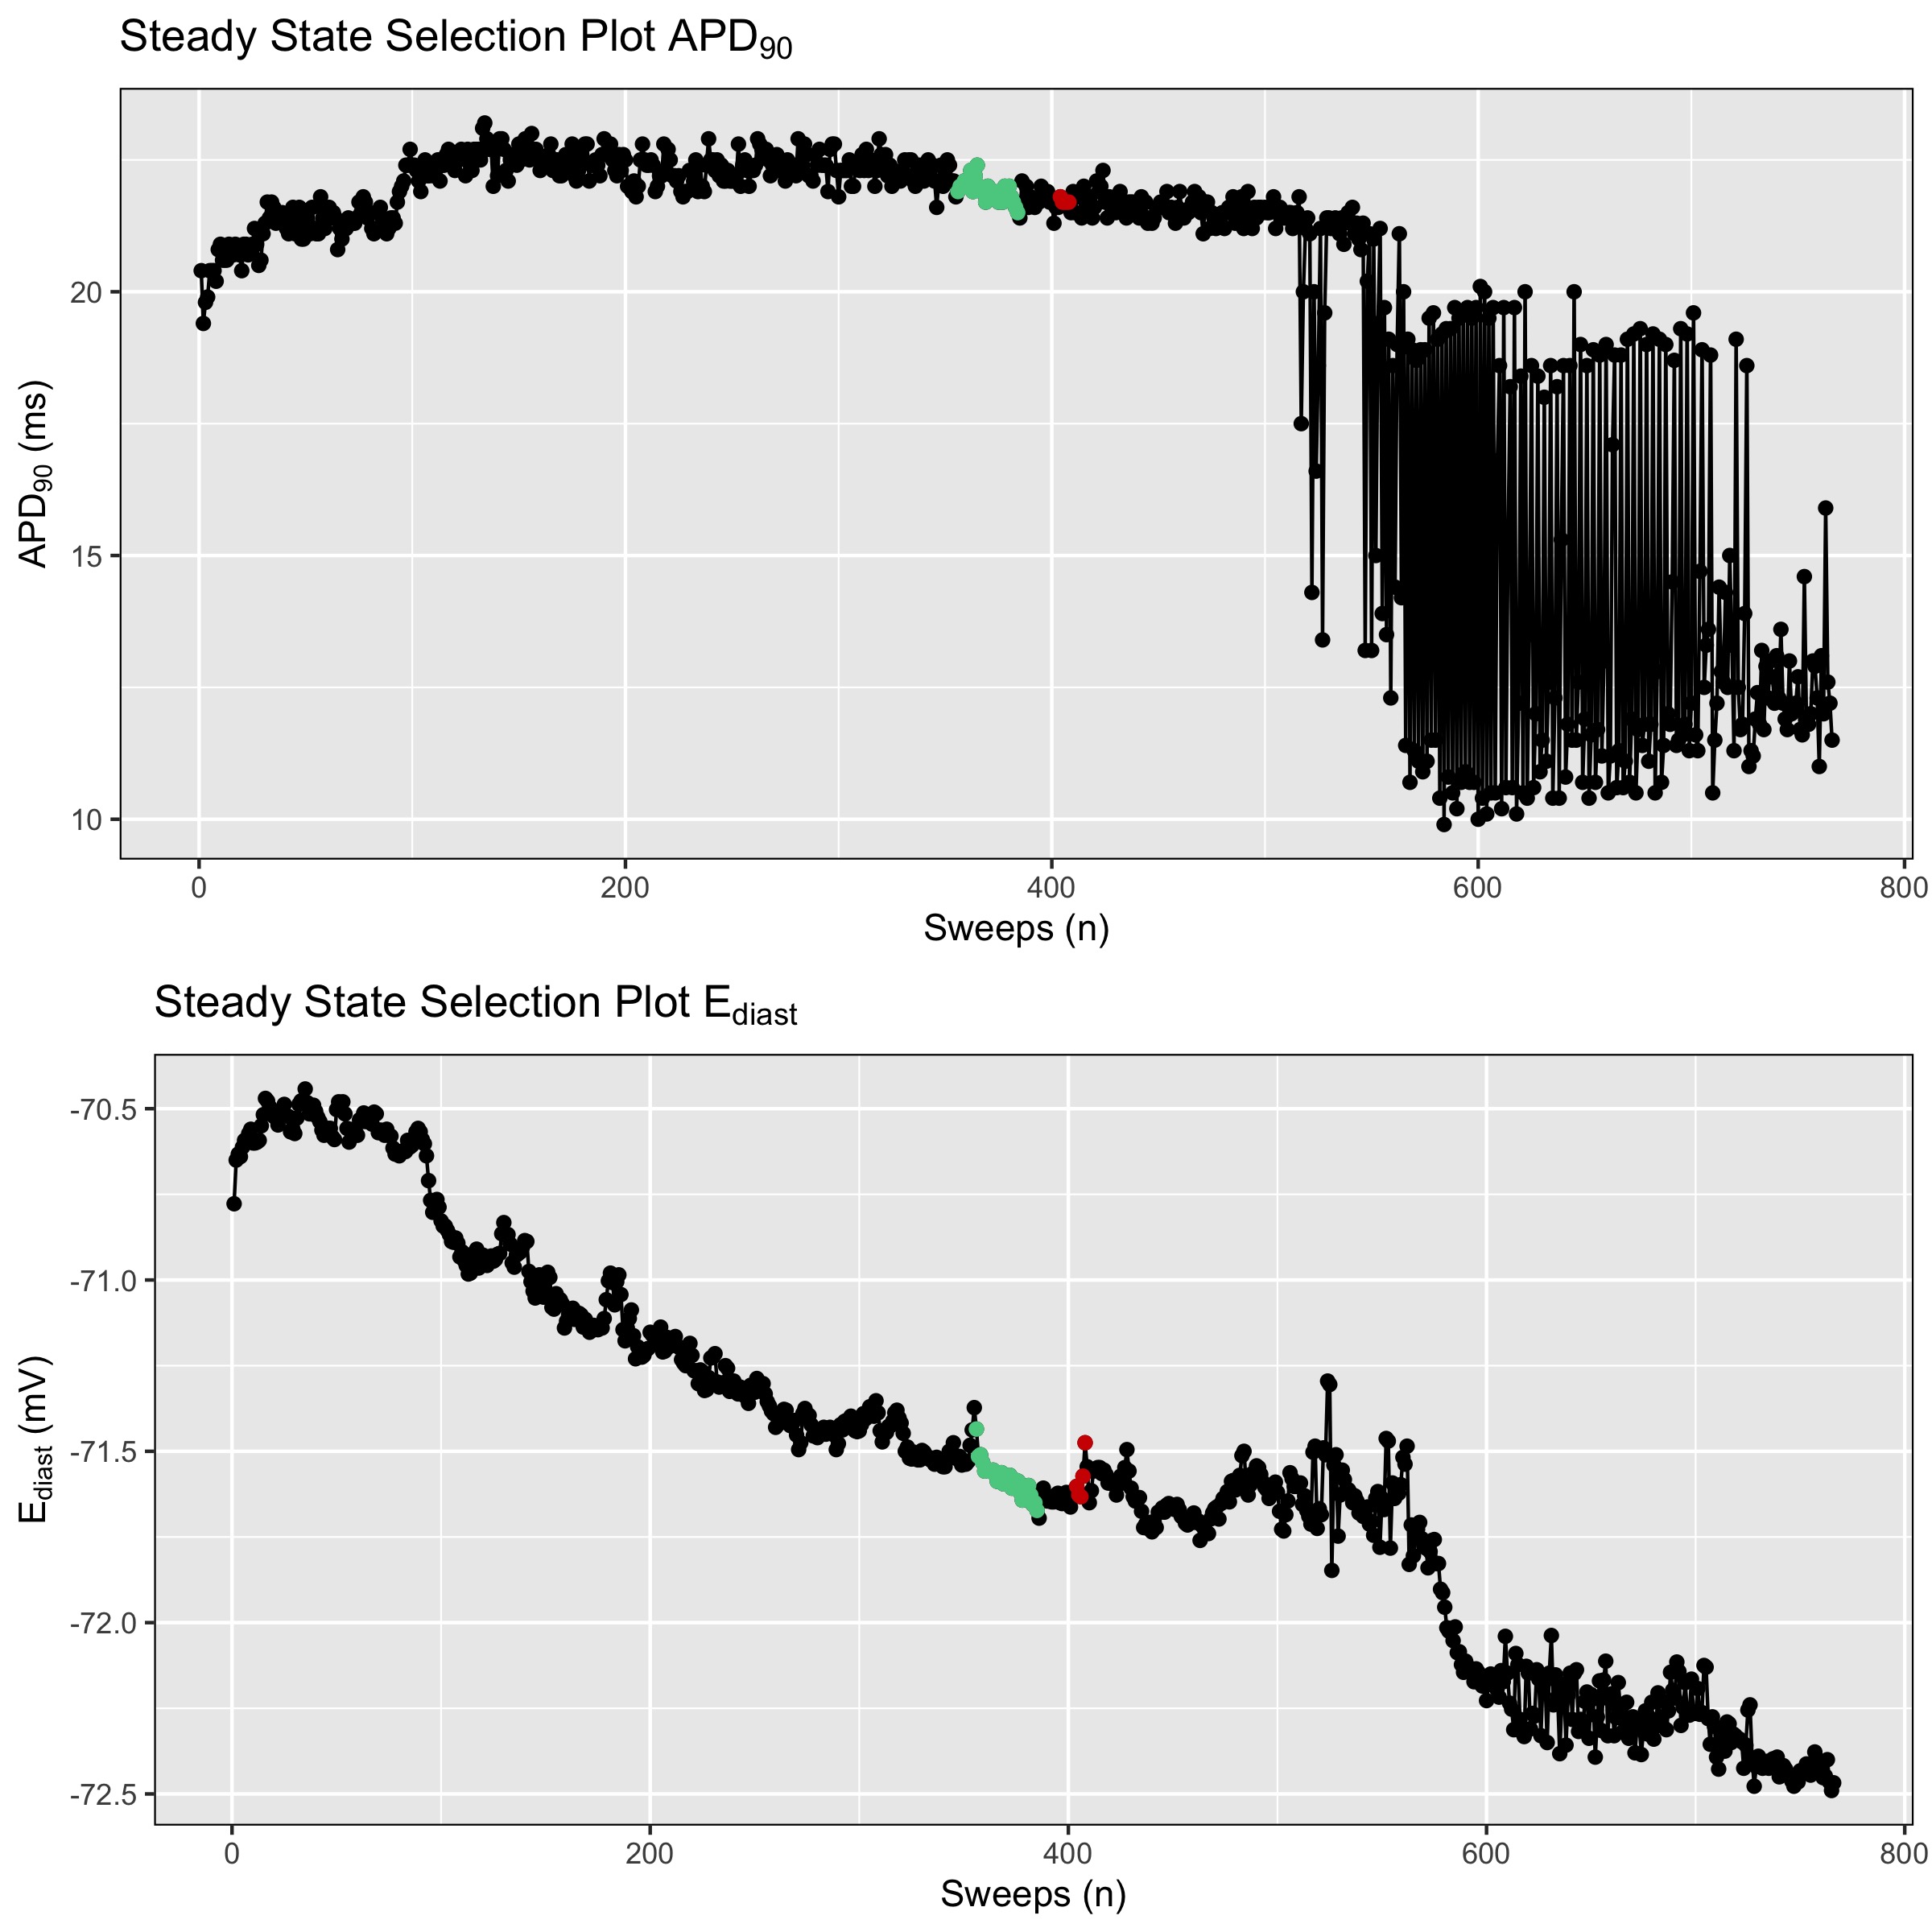 Steady State Selection Plot APD90
APD90 (ms)
20
15
10
0 200 400 600 800
Sweeps (n)
Steady State Selection Plot Ediast
Ediast (mV)
-70.5
-71.0
-71.5
-72.0
-72.5
0 200 400 600 800
Sweeps (n)